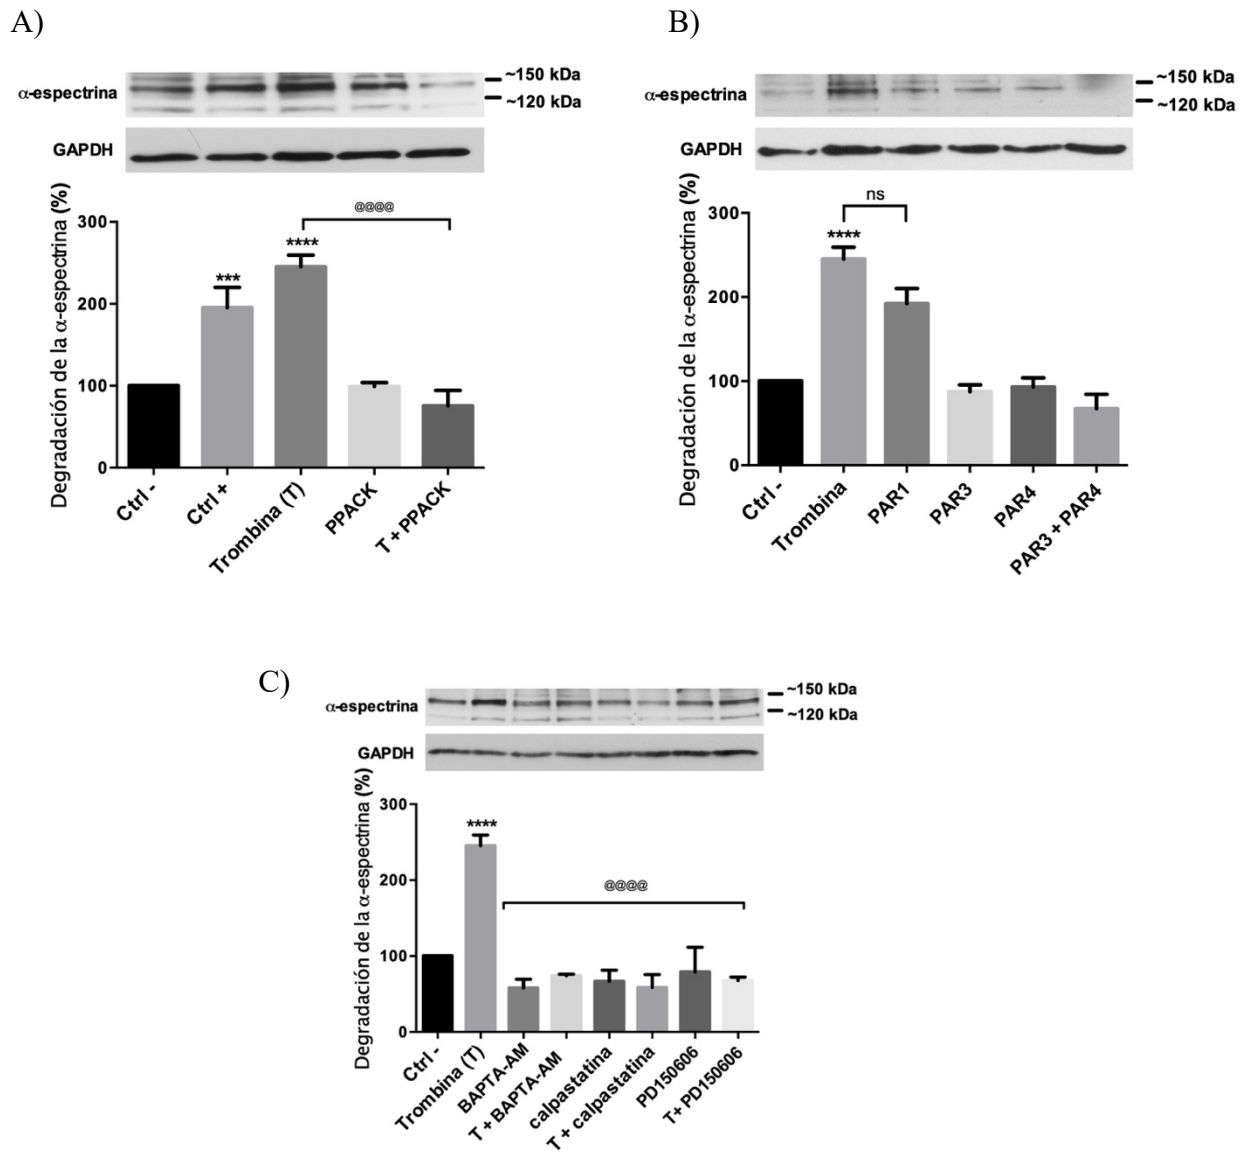 A)
α-espectrina
~150 kDa
~120 kDa
GAPDH
Degradación de la α-espectrina (%)
300
200
100
0
***
****
@@@@
Ctrl -
Ctrl +
Trombina (T)
PPACK
T + PPACK
B)
α-espectrina
~150 kDa
~120 kDa
GAPDH
Degradación de la α-espectrina (%)
300
200
100
0
****
ns
Ctrl -
Trombina
PAR1
PAR3
PAR4
PAR3 + PAR4
C)
α-espectrina
~150 kDa
~120 kDa
GAPDH
Degradación de la α-espectrina (%)
300
200
100
0
****
@@@@
Ctrl -
Trombina (T)
BAPTA-AM
T + BAPTA-AM
calpastatina
T + calpastatina
PD150606
T+ PD150606